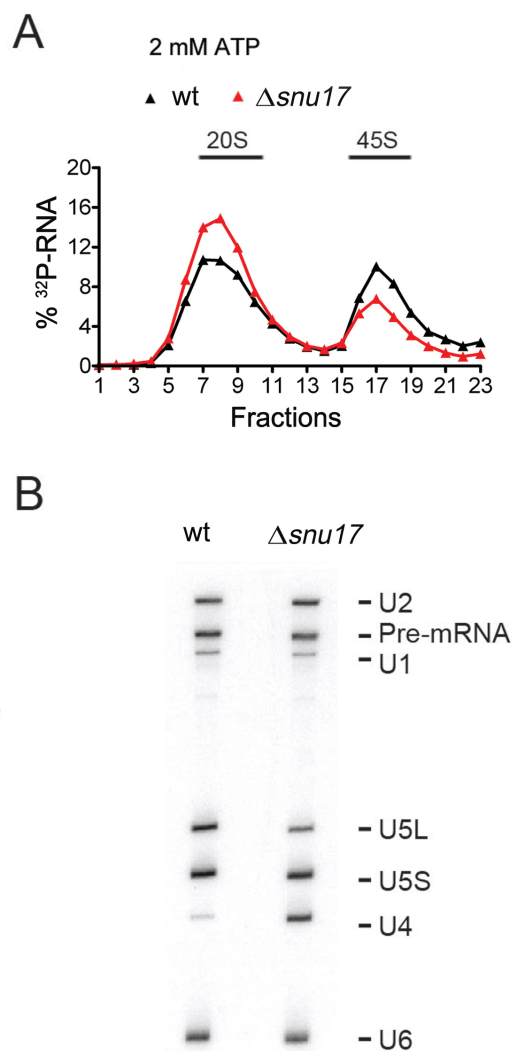 A
2 mM ATP
▲ wt ▲ Δsnu17
20S 45S
20
16
12
8
4
0
% ³²P-RNA
1 3 5 7 9 11 13 15 17 19 21 23
Fractions
B
wt Δsnu17
U2
Pre-mRNA
U1
U5L
U5S
U4
U6